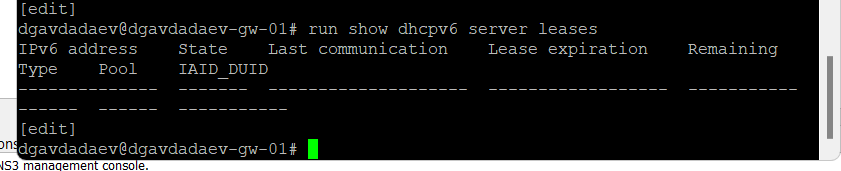 [edit]
dgavdadaev@dgavdadaev-gw-01# run show dhcpv6 server leases
IPv6 address    State    Last communication    Lease expiration    Remaining
Type    Pool    IAID_DUID
--------------  -------  --------------------  ------------------  -----------
------  ------  -----------
[edit]
dgavdadaev@dgavdadaev-gw-01#
ons
NS3 management console.